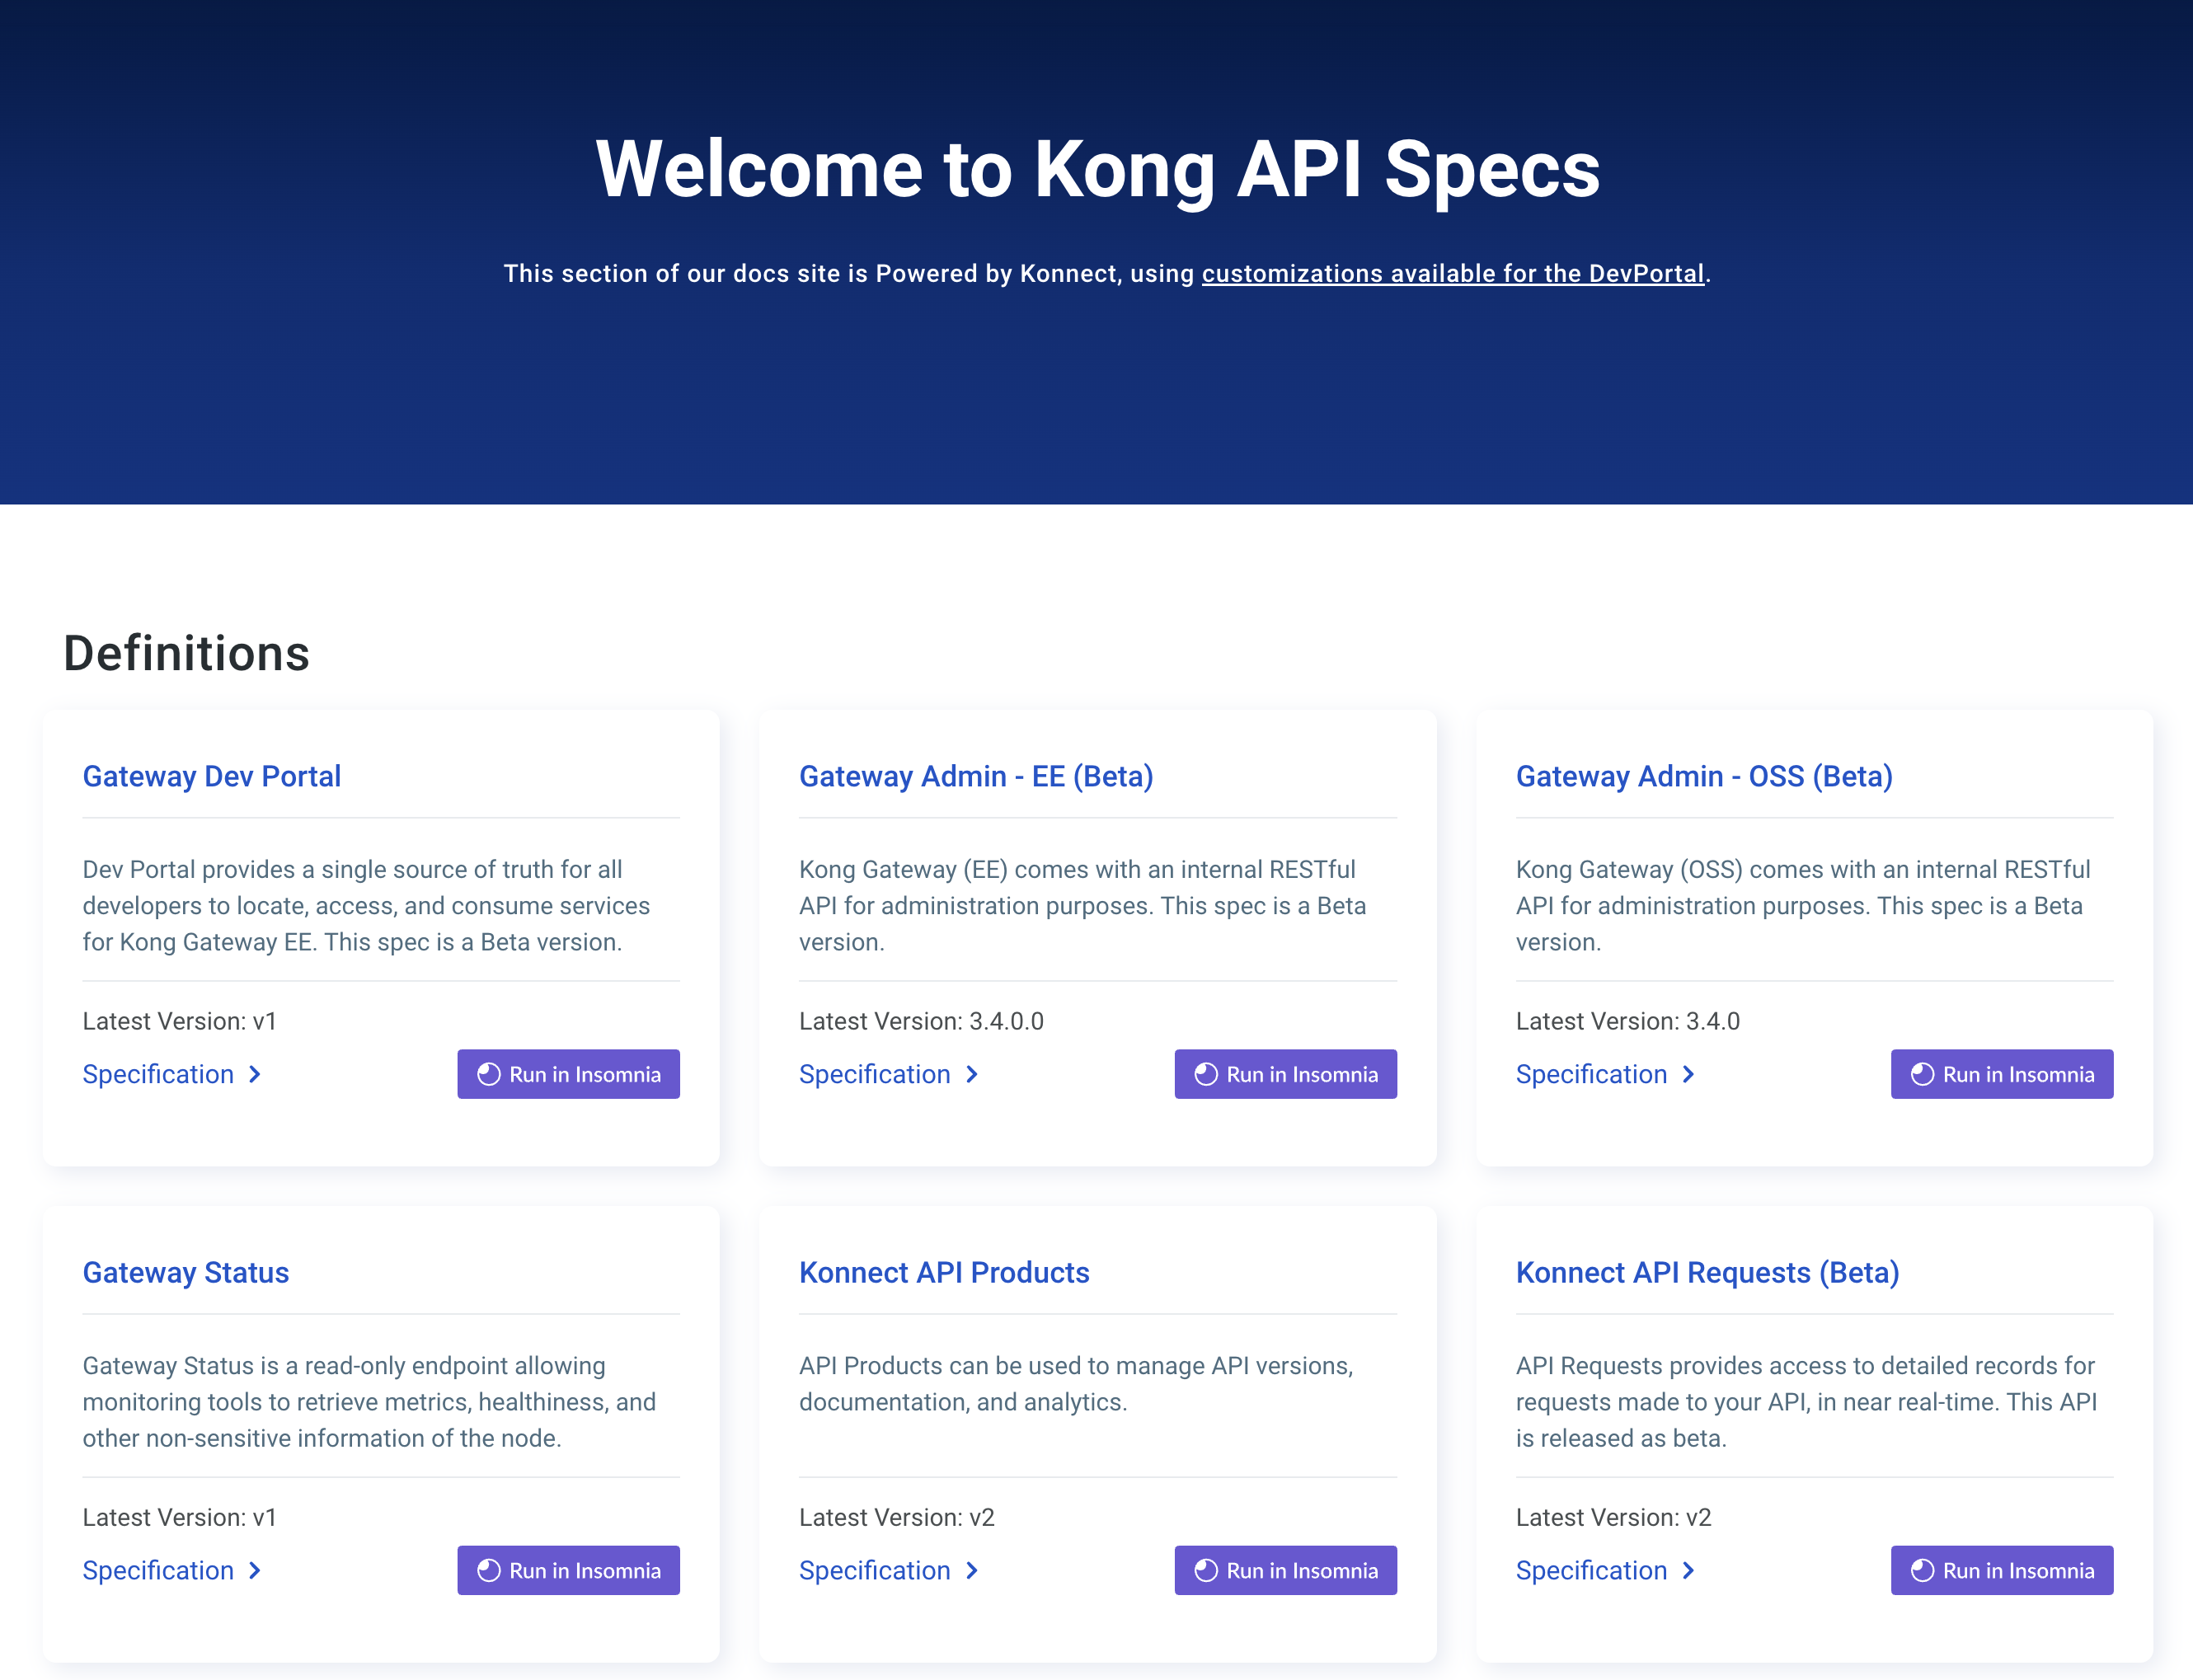 Welcome to Kong API Specs
This section of our docs site is Powered by Konnect, using customizations available for the DevPortal.
Definitions
Gateway Dev Portal
Dev Portal provides a single source of truth for all
developers to locate, access, and consume services
for Kong Gateway EE. This spec is a Beta version.
Latest Version: v1
Specification
Run in Insomnia
Gateway Admin - EE (Beta)
Kong Gateway (EE) comes with an internal RESTful
API for administration purposes. This spec is a Beta
version.
Latest Version: 3.4.0.0
Specification
Run in Insomnia
Gateway Admin - OSS (Beta)
Kong Gateway (OSS) comes with an internal RESTful
API for administration purposes. This spec is a Beta
version.
Latest Version: 3.4.0
Specification
Run in Insomnia
Gateway Status
Gateway Status is a read-only endpoint allowing
monitoring tools to retrieve metrics, healthiness, and
other non-sensitive information of the node.
Latest Version: v1
Specification
Run in Insomnia
Konnect API Products
API Products can be used to manage API versions,
documentation, and analytics.
Latest Version: v2
Specification
Run in Insomnia
Konnect API Requests (Beta)
API Requests provides access to detailed records for
requests made to your API, in near real-time. This API
is released as beta.
Latest Version: v2
Specification
Run in Insomnia